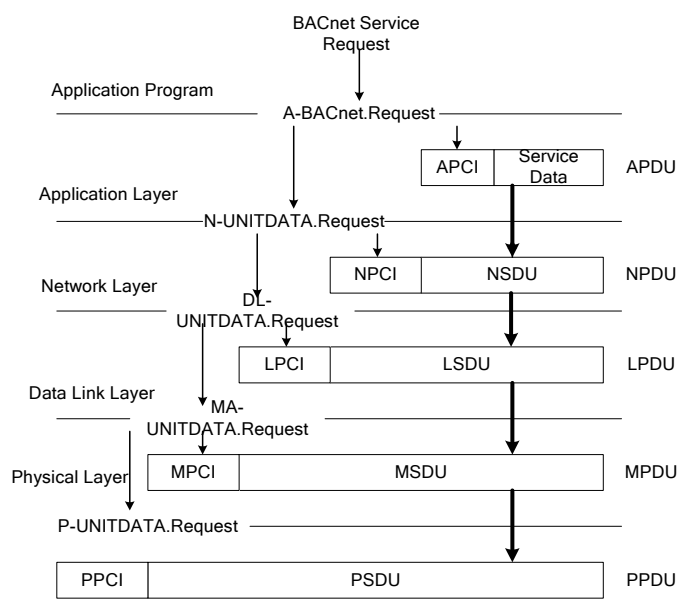 BACnet Service
Request
Application Program
A-BACnet.Request
APCI
Service
Data
APDU
Application Layer
N-UNITDATA.Request
NPCI
NSDU
NPDU
Network Layer
DL-
UNITDATA.Request
LPCI
LSDU
LPDU
Data Link Layer
MA-
UNITDATA.Request
Physical Layer
MPCI
MSDU
MPDU
P-UNITDATA.Request
PPCI
PSDU
PPDU